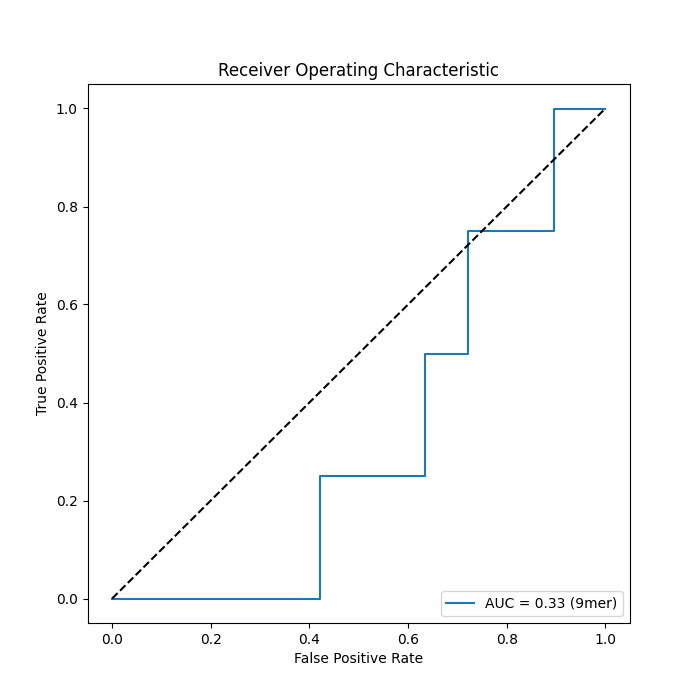 Receiver Operating Characteristic
1.0
0.8
0.6
0.4
0.2
0.0
True Positive Rate
AUC = 0.33 (9mer)
0.0 0.2 0.4 0.6 0.8 1.0
False Positive Rate